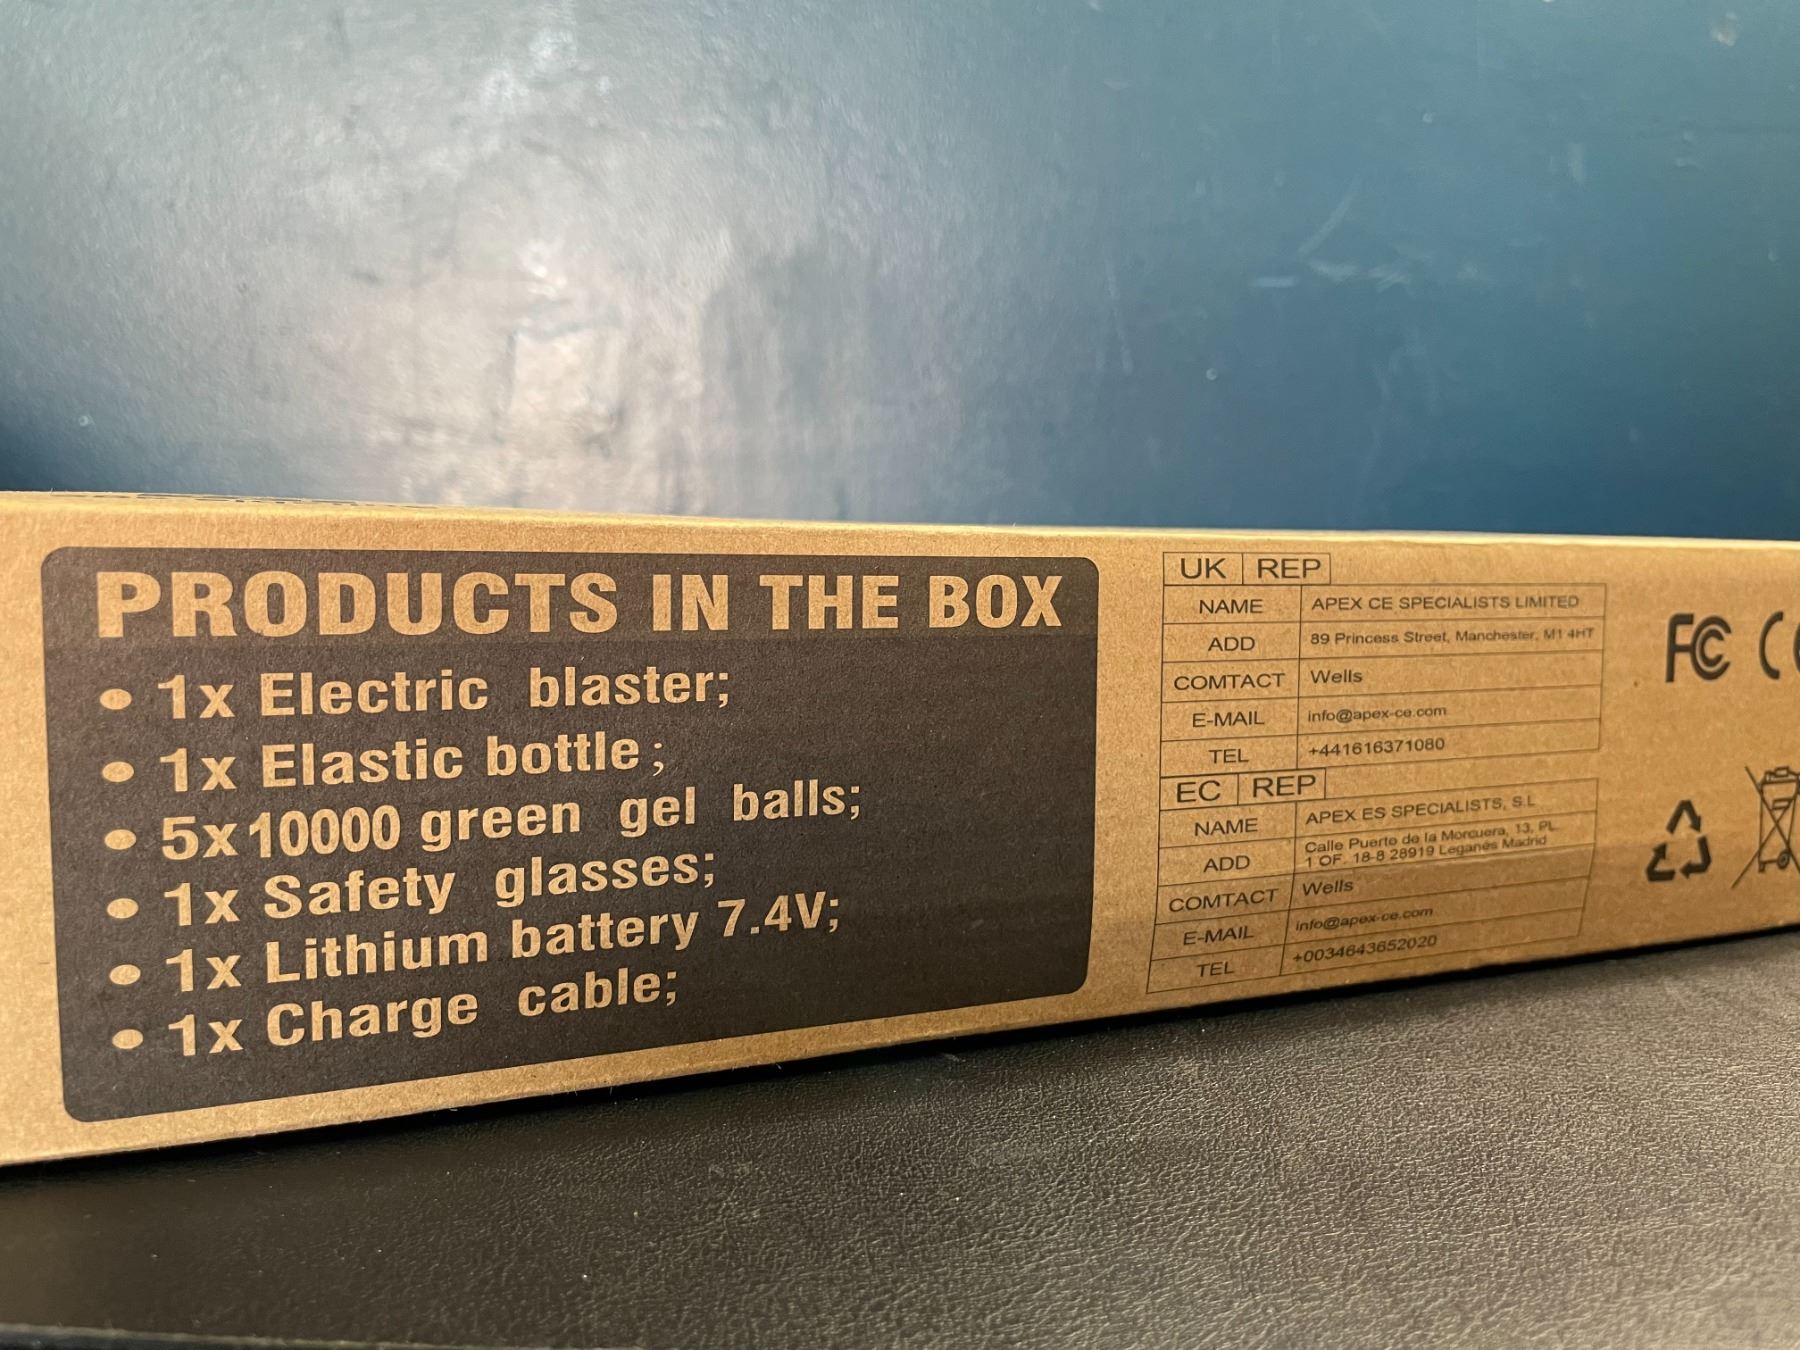 PRODUCTS IN THE BOX
• 1x Electric blaster;
• 1x Elastic bottle;
• 5x10000 green gel balls;
• 1x Safety glasses;
• 1x Lithium battery 7.4V;
• 1x Charge cable;
UK REP
NAME APEX CE SPECIALISTS LIMITED
ADD 89 Princess Street, Manchester, M1 4HT
COMTACT Wells
E-MAIL info@apex-ce.com
TEL +441616371080
EC REP
NAME APEX ES SPECIALISTS, S.L
ADD Calle Puerto de la Morcuera, 13, PL
1 OF. 18-8 28919 Leganés Madrid
COMTACT Wells
E-MAIL info@apex-ce.com
TEL +0034643652020
FC CE